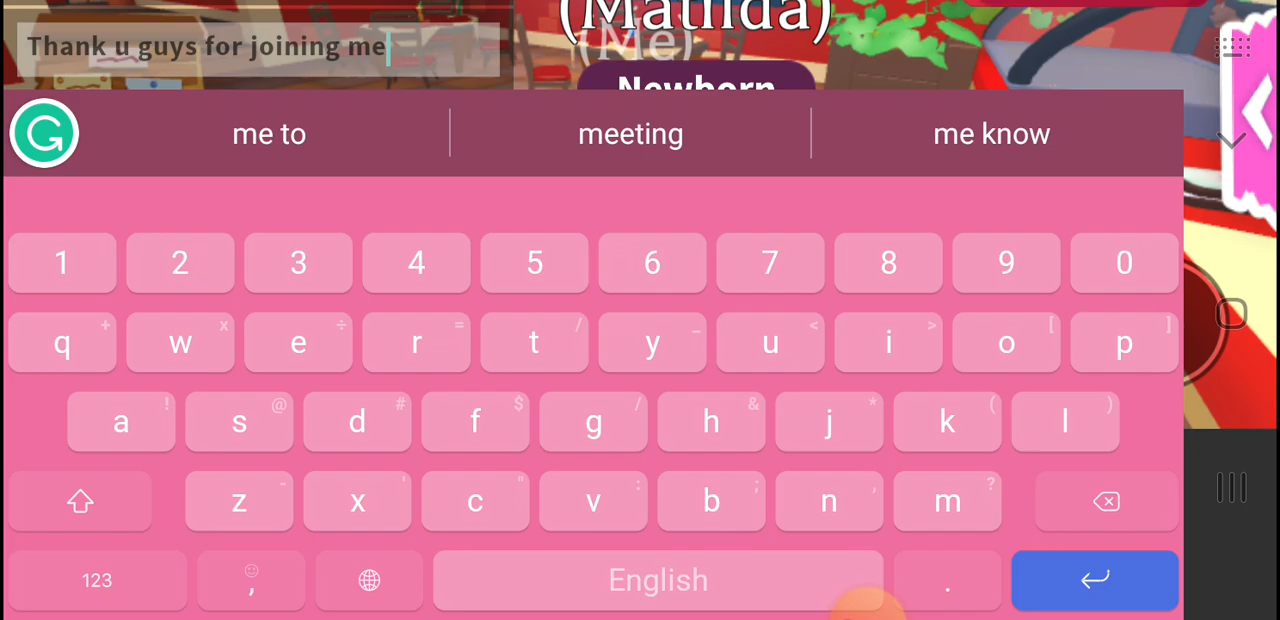 (Matilda)
Thank u guys for joining me
(Me)
Newborn
me to meeting me know
1 2 3 4 5 6 7 8 9 0
+ x ÷ = / _ < > [ ]
q w e r t y u i o p
! @ # $ / & * ( )
a s d f g h j k l
- ' " : ; , ?
z x c v b n m
123 , English .